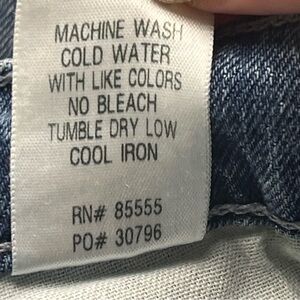 MACHINE WASH
COLD WATER
WITH LIKE COLORS
NO BLEACH
TUMBLE DRY LOW
COOL IRON
RN# 85555
PO# 30796